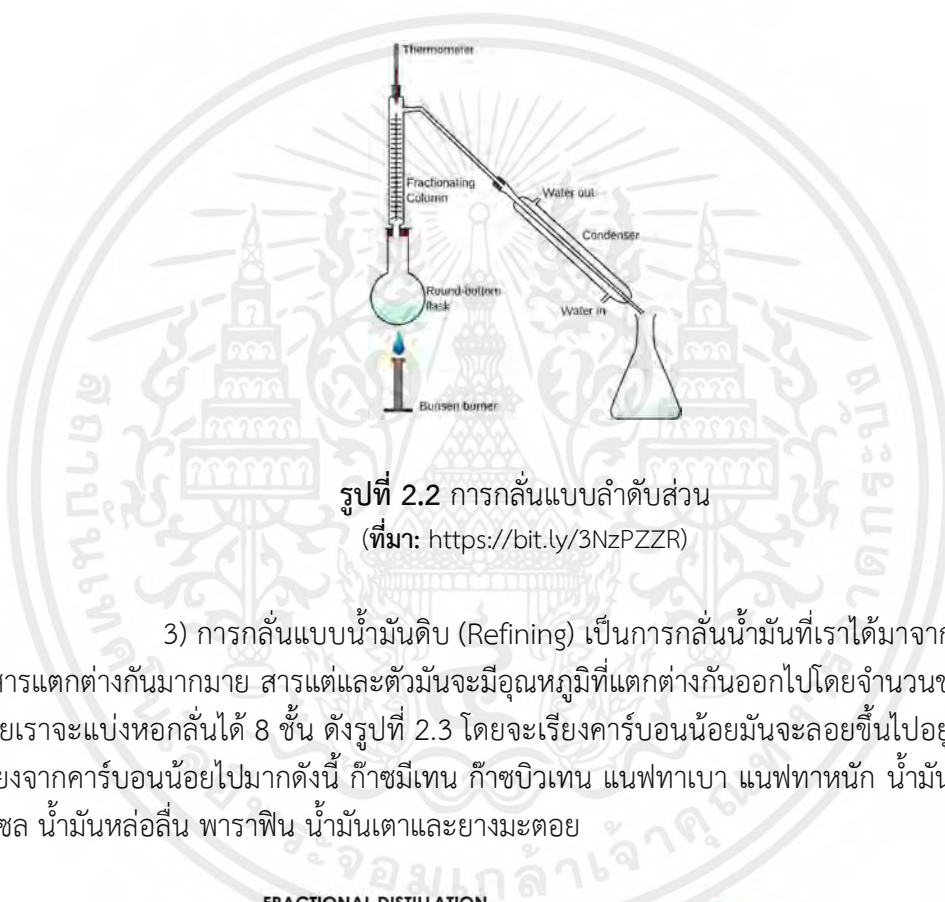 Thermometer
Fractionating
Column
Water out
Condenser
Round-bottom
flask
Water in
Bunsen burner
รูปที่ 2.2 การกลั่นแบบลำดับส่วน
(ที่มา: https://bit.ly/3NzPZZR)
3) การกลั่นแบบน้ำมันดิบ (Refining) เป็นการกลั่นน้ำมันที่เราได้มาจาก
สารแตกต่างกันมากมาย สารแต่และตัวมันจะมีอุณหภูมิที่แตกต่างกันออกไปโดยจำนวนข
ยเราจะแบ่งหอกลั่นได้ 8 ชั้น ดังรูปที่ 2.3 โดยจะเรียงคาร์บอนน้อยมันจะลอยขึ้นไปอยู
ยงจากคาร์บอนน้อยไปมากดังนี้ ก๊าซมีเทน ก๊าซบิวเทน แนฟทาเบา แนฟทาหนัก น้ำมัน
ซล น้ำมันหล่อลื่น พาราฟิน น้ำมันเตาและยางมะตอย
FRACTIONAL DISTILLATION